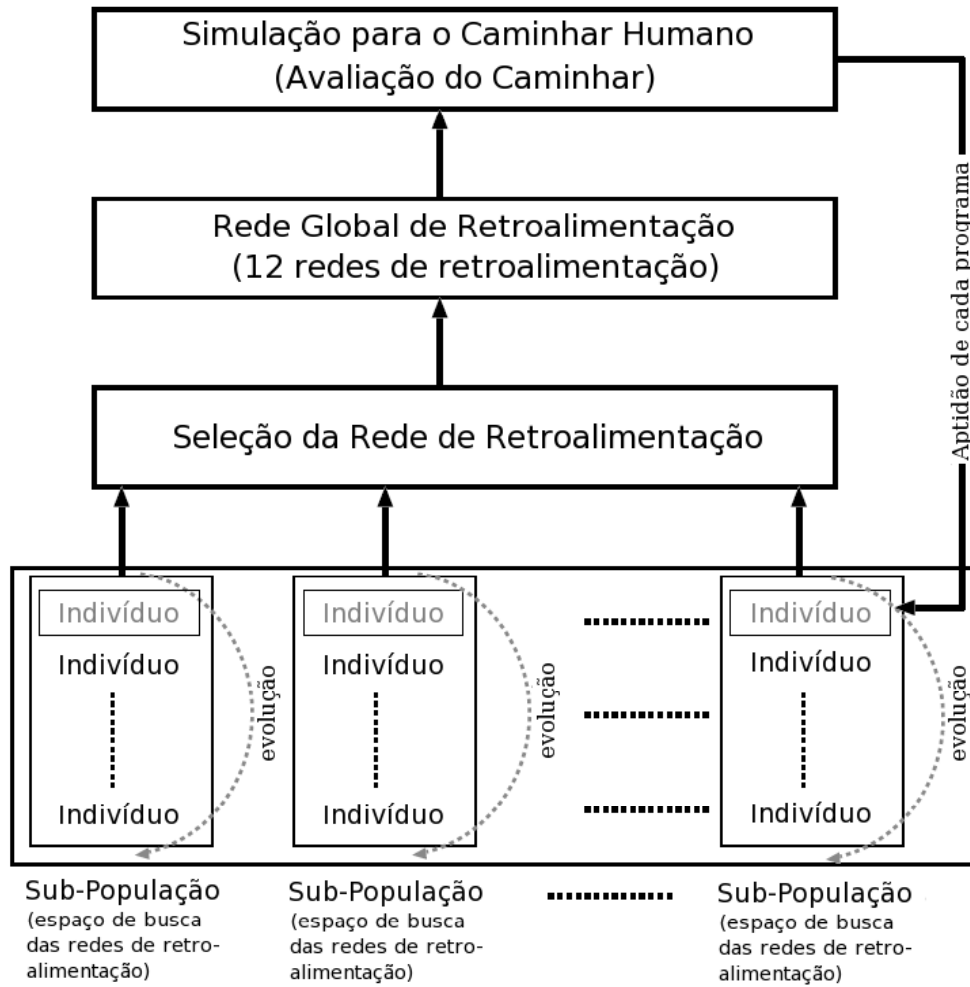 Simulação para o Caminhar Humano
(Avaliação do Caminhar)
Rede Global de Retroalimentação
(12 redes de retroalimentação)
Aptidão de cada programa
Seleção da Rede de Retroalimentação
Indivíduo
Indivíduo
Indivíduo
evolução
Indivíduo
Indivíduo
Indivíduo
evolução
Indivíduo
Indivíduo
Indivíduo
evolução
Sub-População
(espaço de busca
das redes de retro-
alimentação)
Sub-População
(espaço de busca
das redes de retro-
alimentação)
Sub-População
(espaço de busca
das redes de retro-
alimentação)